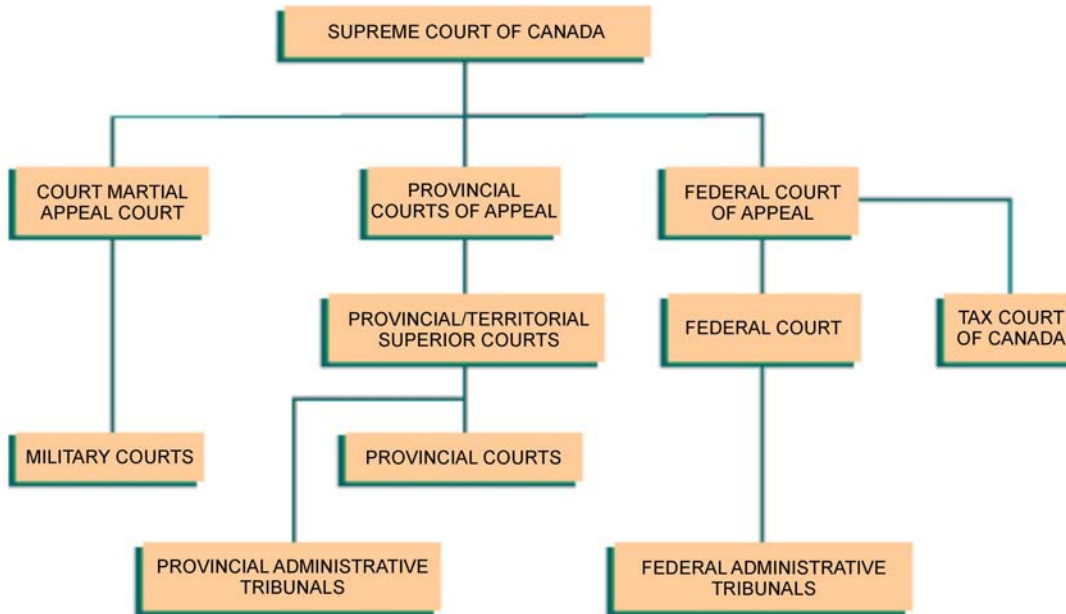 SUPREME COURT OF CANADA
COURT MARTIAL
APPEAL COURT
PROVINCIAL
COURTS OF APPEAL
FEDERAL COURT
OF APPEAL
PROVINCIAL/TERRITORIAL
SUPERIOR COURTS
FEDERAL COURT
TAX COURT
OF CANADA
MILITARY COURTS
PROVINCIAL COURTS
PROVINCIAL ADMINISTRATIVE
TRIBUNALS
FEDERAL ADMINISTRATIVE
TRIBUNALS